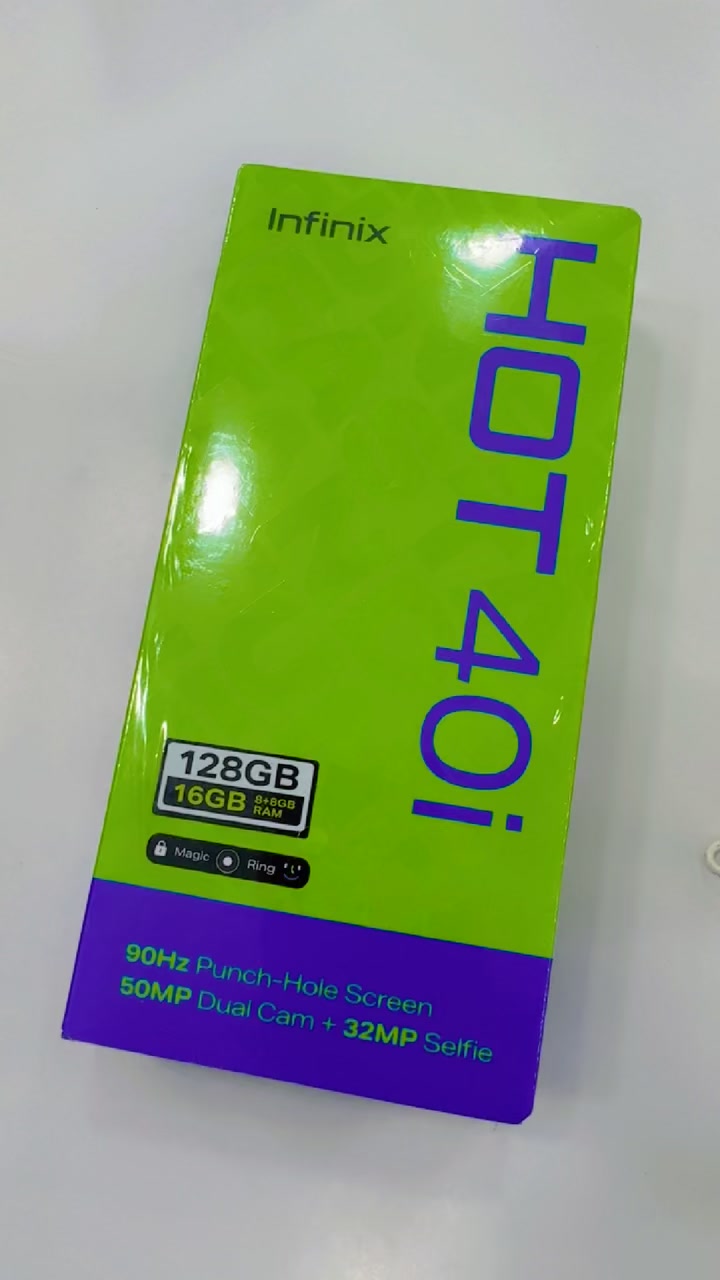 Infinix
HOT 40i
128GB
16GB 8+8GB
RAM
Magic Ring
90Hz Punch-Hole Screen
50MP Dual Cam + 32MP Selfie